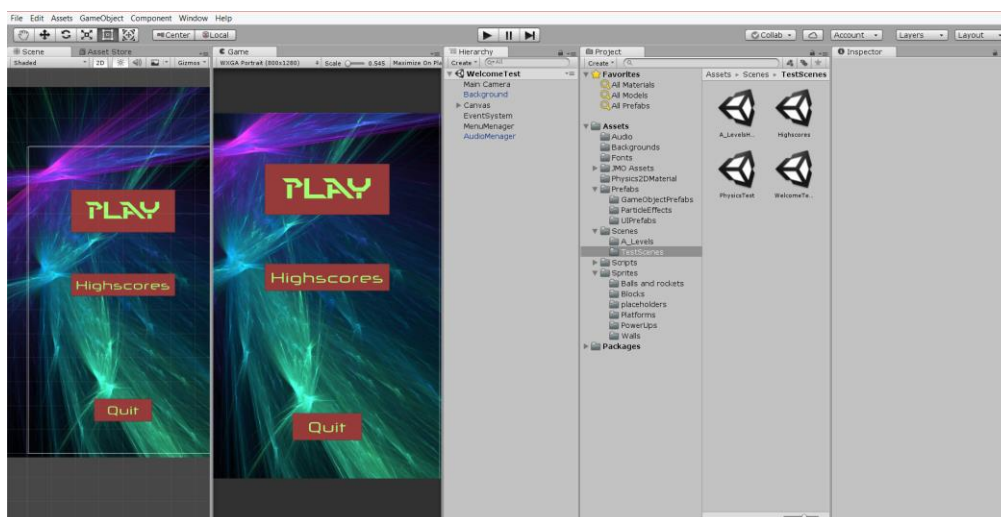 File Edit Assets GameObject Component Window Help
Center Local
Collab Account Layers Layout
Scene Asset Store
Shaded 2D Gizmos
PLAY
Highscores
Quit
Game
WXGA Portrait (800x1280) Scale 0.545 Maximize On Pla
PLAY
Highscores
Quit
Hierarchy
Create All
WelcomeTest
Main Camera
Background
Canvas
EventSystem
MenuMenager
AudioMenager
Project
Create
Favorites
All Materials
All Models
All Prefabs
Assets
Audio
Backgrounds
Fonts
JMO Assets
Physics2DMaterial
Prefabs
GameObjectPrefabs
ParticleEffects
UIPrefabs
Scenes
A_Levels
TestScenes
Scripts
Sprites
Balls and rockets
Blocks
placeholders
Platforms
PowerUps
Walls
Packages
Assets Scenes TestScenes
A_LevelsM... Highscores
PhysicsTest WelcomeTe...
Inspector